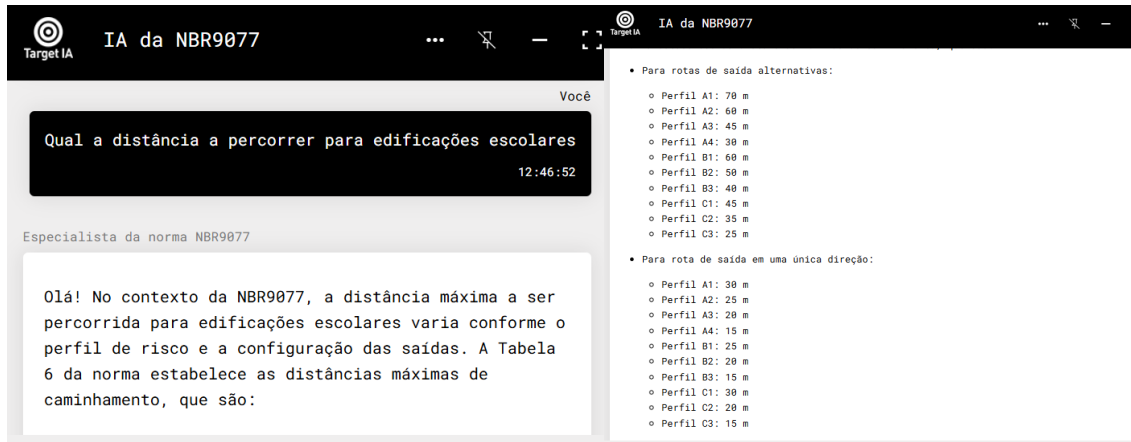 Target IA
IA da NBR9077
Você
Qual a distância a percorrer para edificações escolares
12:46:52
Especialista da norma NBR9077
Olá! No contexto da NBR9077, a distância máxima a ser
percorrida para edificações escolares varia conforme o
perfil de risco e a configuração das saídas. A Tabela
6 da norma estabelece as distâncias máximas de
caminhamento, que são:
Target IA
IA da NBR9077
• Para rotas de saída alternativas:
○ Perfil A1: 70 m
○ Perfil A2: 60 m
○ Perfil A3: 45 m
○ Perfil A4: 30 m
○ Perfil B1: 60 m
○ Perfil B2: 50 m
○ Perfil B3: 40 m
○ Perfil C1: 45 m
○ Perfil C2: 35 m
○ Perfil C3: 25 m
• Para rota de saída em uma única direção:
○ Perfil A1: 30 m
○ Perfil A2: 25 m
○ Perfil A3: 20 m
○ Perfil A4: 15 m
○ Perfil B1: 25 m
○ Perfil B2: 20 m
○ Perfil B3: 15 m
○ Perfil C1: 30 m
○ Perfil C2: 20 m
○ Perfil C3: 15 m